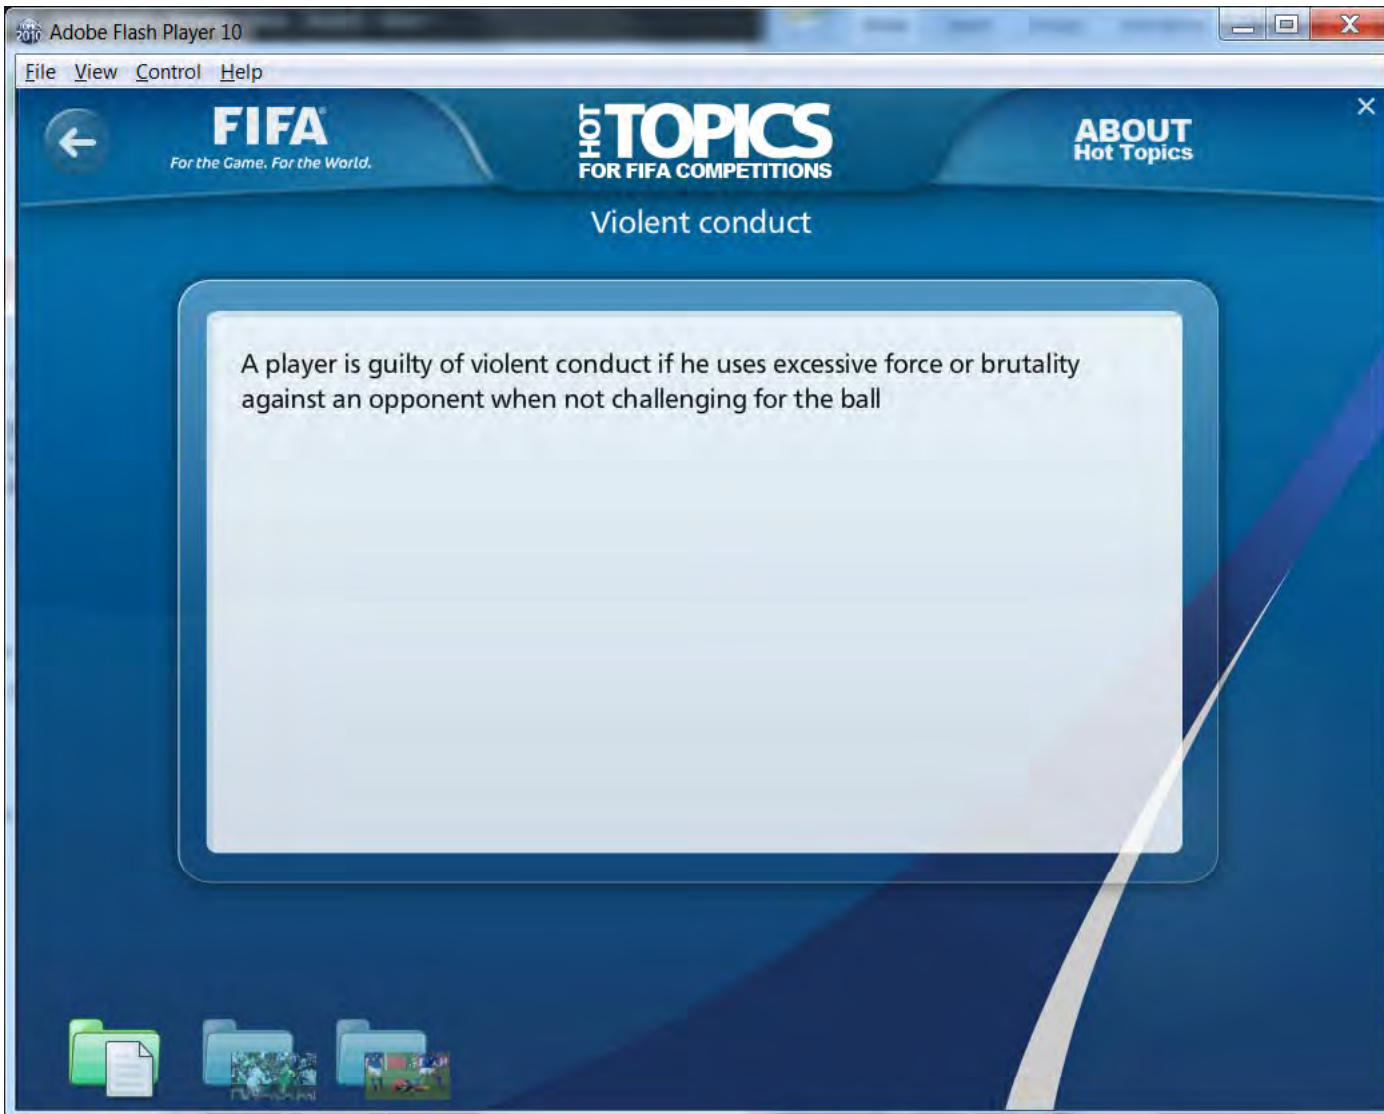 Adobe Flash Player 10
File View Control Help
FIFA
For the Game. For the World.
HOT TOPICS
FOR FIFA COMPETITIONS
ABOUT
Hot Topics
Violent conduct
A player is guilty of violent conduct if he uses excessive force or brutality
against an opponent when not challenging for the ball